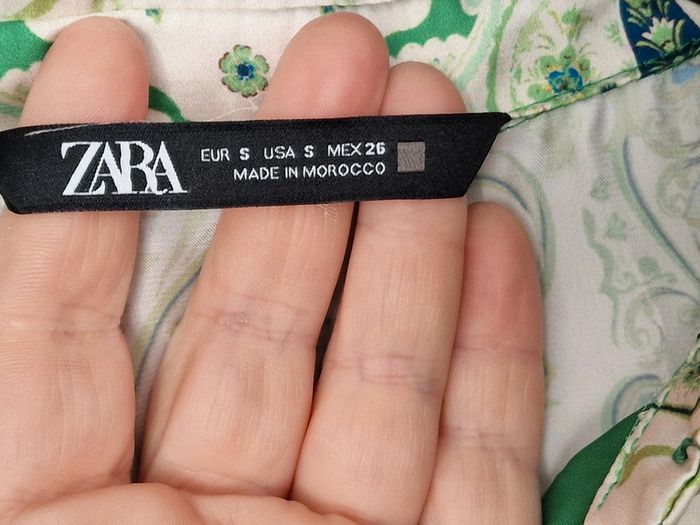 ZARA
EUR S USA S MEX 26
MADE IN MOROCCO